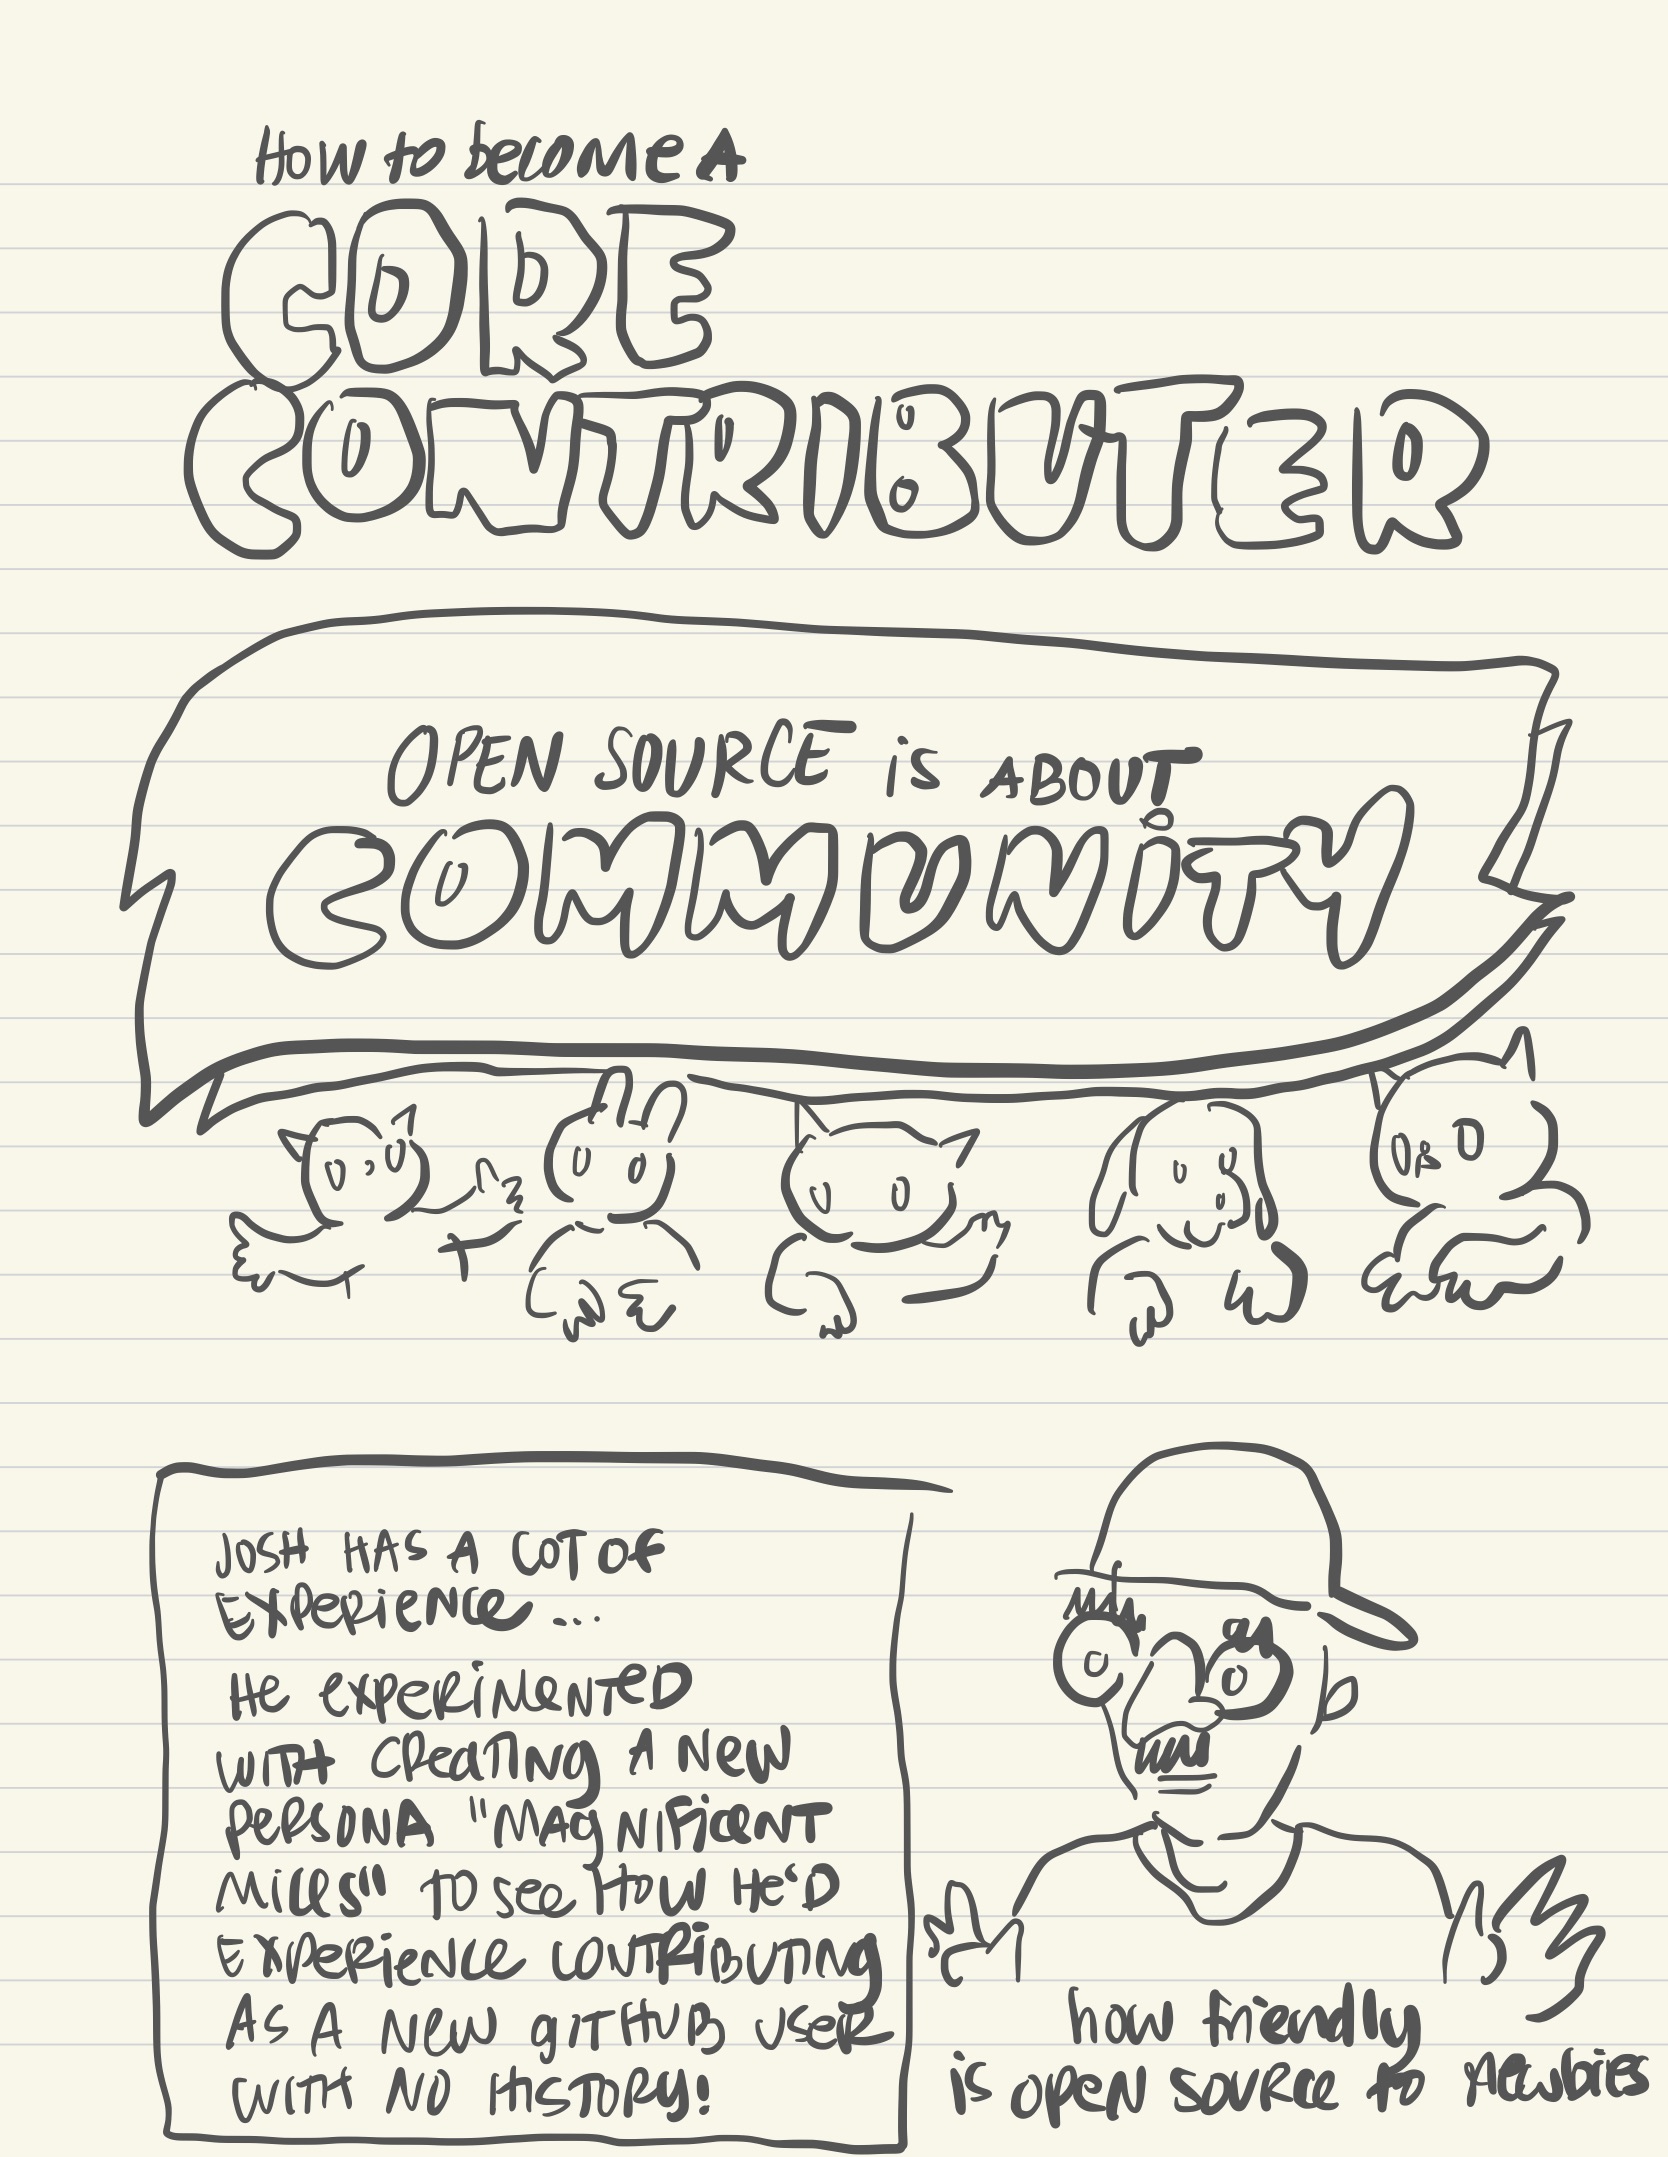 HOW to become A
CORE
CONTRIBUTER
OPEN SOURCE is ABOUT
COMMUNiTY
JOSH HAS A LOT OF
EXPERIENCE...
HE EXPERIMENTED
WITH CREATING A NEW
PERSONA "MAGNIFICENT
MILLS" TO SEE HOW HE'D
EXPERIENCE CONTRIBUTING
AS A NEW GITHUB USER
WITH NO HISTORY!
how friendly
is open source to newbies